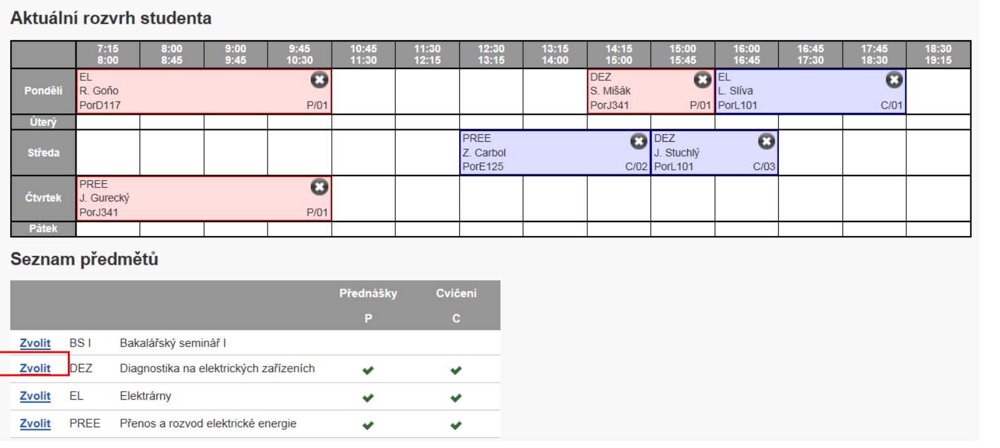 Aktuální rozvrh studenta
7:15 8:00 9:00 9:45 10:45 11:30 12:30 13:15 14:15 15:00 16:00 16:45 17:45 18:30
8:00 8:45 9:45 10:30 11:30 12:15 13:15 14:00 15:00 15:45 16:45 17:30 18:30 19:15
Pondělí
EL
R. Goňo
PorD117 P/01
DEZ
S. Mišák
PorJ341 P/01
EL
L. Slíva
PorL101 C/01
Úterý
Středa
PREE
Z. Carbol
PorE125 C/02
DEZ
J. Stuchlý
PorL101 C/03
Čtvrtek
PREE
J. Gurecký
PorJ341 P/01
Pátek
Seznam předmětů
Přednášky Cvičení
P C
Zvolit BS I Bakalářský seminář I
Zvolit DEZ Diagnostika na elektrických zařízeních
Zvolit EL Elektrárny
Zvolit PREE Přenos a rozvod elektrické energie